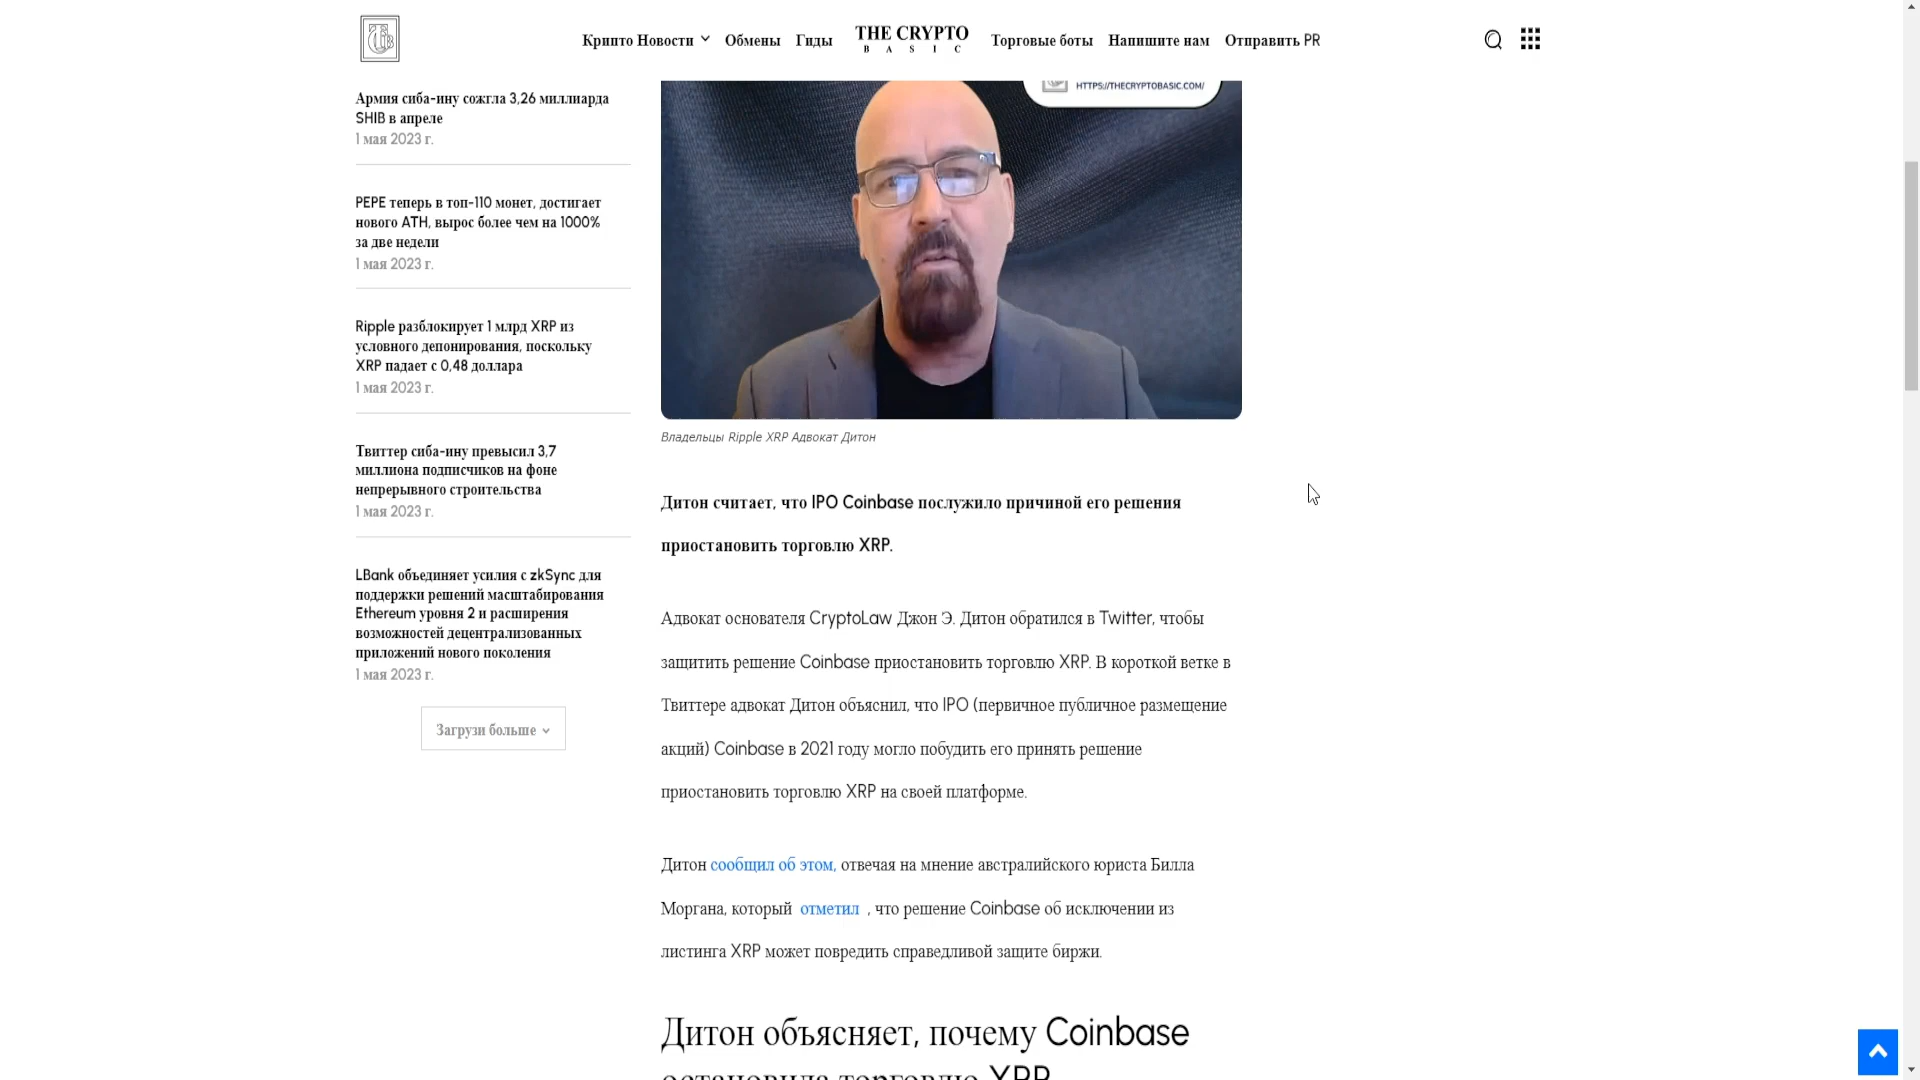 Крипто Новости
Обмены
Гиды
THE CRYPTO
BASIC
Торговые боты
Напишите нам
Отправить PR
Армия сиба-ину сожгла 3,26 миллиарда
SHIB в апреле
1 мая 2023 г.
PEPE теперь в топ-110 монет, достигает
нового ATH, вырос более чем на 1000%
за две недели
1 мая 2023 г.
Ripple разблокирует 1 млрд XRP из
условного депонирования, поскольку
XRP падает с 0,48 доллара
1 мая 2023 г.
Твиттер сиба-ину превысил 3,7
миллиона подписчиков на фоне
непрерывного строительства
1 мая 2023 г.
LBank объединяет усилия с zkSync для
поддержки решений масштабирования
Ethereum уровня 2 и расширения
возможностей децентрализованных
приложений нового поколения
1 мая 2023 г.
Загрузи больше
HTTPS://THECRYPTOBASIC.COM/
Владельцы Ripple XRP Адвокат Дитон
Дитон считает, что IPO Coinbase послужило причиной его решения
приостановить торговлю XRP.
Адвокат основателя CryptoLaw Джон Э. Дитон обратился в Twitter, чтобы
защитить решение Coinbase приостановить торговлю XRP. В короткой ветке в
Твиттере адвокат Дитон объяснил, что IPO (первичное публичное размещение
акций) Coinbase в 2021 году могло побудить его принять решение
приостановить торговлю XRP на своей платформе.
Дитон сообщил об этом, отвечая на мнение австралийского юриста Билла
Моргана, который отметил , что решение Coinbase об исключении из
листинга XRP может повредить справедливой защите биржи.
Дитон объясняет, почему Coinbase
остановила торговлю XRP